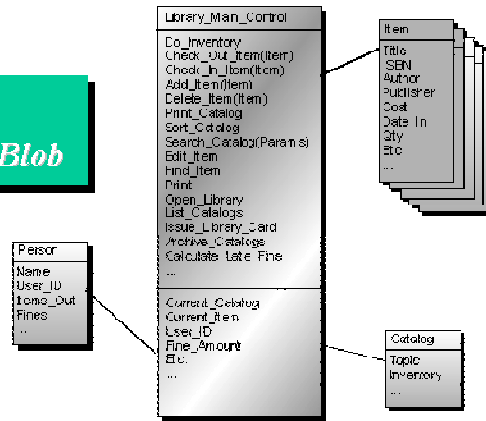 Library_Main_Control
Do_Inventory
Check_Out_Item(Item)
Check_In_Item(Item)
Add_Item(Item)
Delete_Item(Item)
Print_Catalog
Sort_Catalog
Search_Catalog(Params)
Edit_Item
Find_Item
Print
Open_Library
List_Catalogs
Issue_Library_Card
Archive_Catalogs
Calculate_Late_Fine
...
Current_Catalog
Current_Item
User_ID
Fine_Amount
Etc.
...
Item
Title
ISBN
Author
Publisher
Cost
Date_In
Qty
Etc
...
Blob
Person
Name
User_ID
Items_Out
Fines
...
Catalog
Topic
Inventory
...